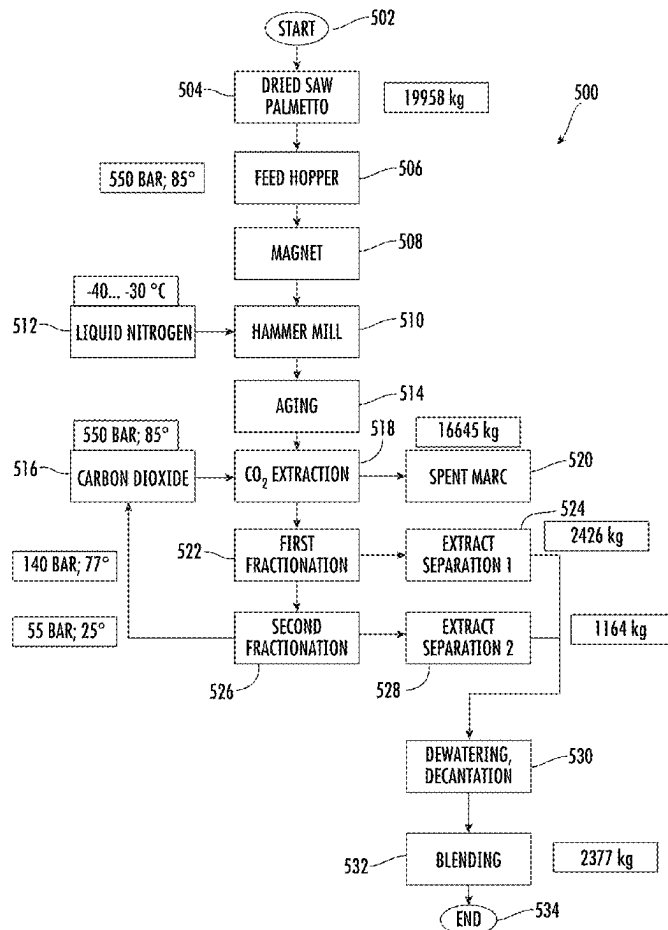 START
502
504
DRIED SAW
PALMETTO
19958 kg
500
550 BAR; 85°
FEED HOPPER
506
MAGNET
508
-40... -30 °C
512
LIQUID NITROGEN
HAMMER MILL
510
AGING
514
550 BAR; 85°
516
CARBON DIOXIDE
CO₂ EXTRACTION
518
16645 kg
SPENT MARC
520
522
FIRST
FRACTIONATION
EXTRACT
SEPARATION 1
524
2426 kg
140 BAR; 77°
55 BAR; 25°
SECOND
FRACTIONATION
526
EXTRACT
SEPARATION 2
528
1164 kg
DEWATERING,
DECANTATION
530
532
BLENDING
2377 kg
END
534